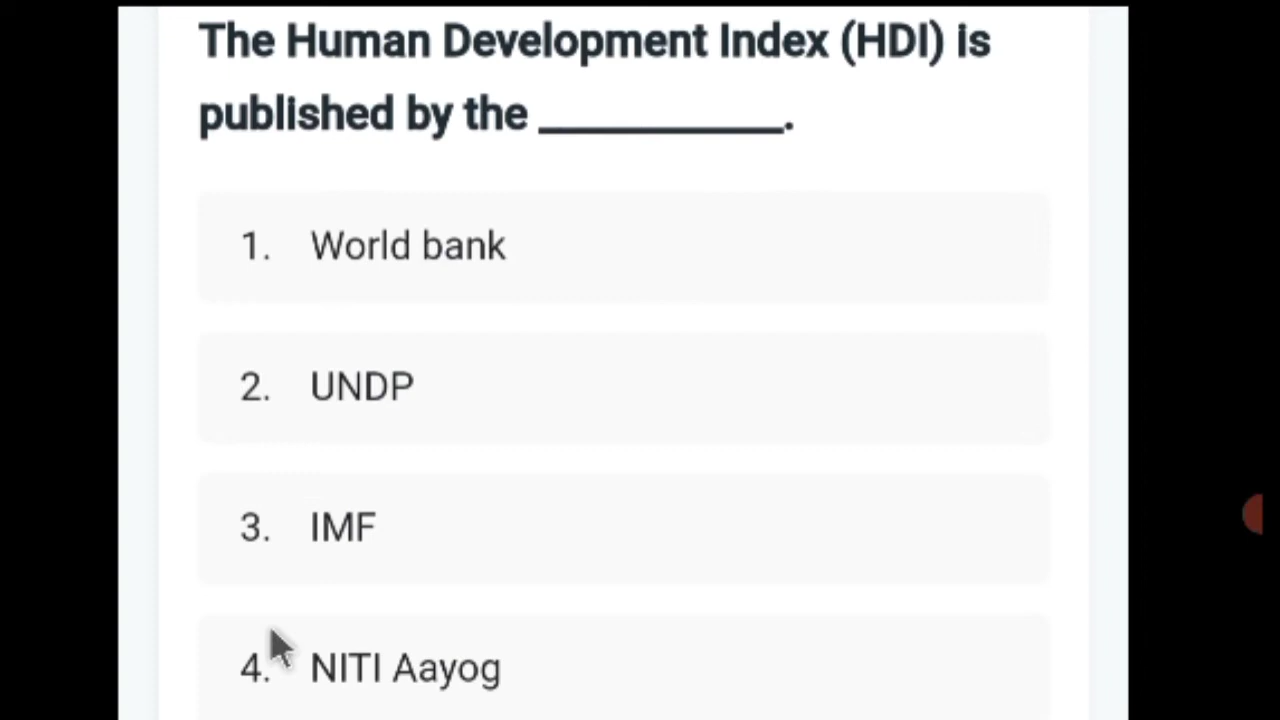 The Human Development Index (HDI) is
published by the ___________.
1. World bank
2. UNDP
3. IMF
4. NITI Aayog